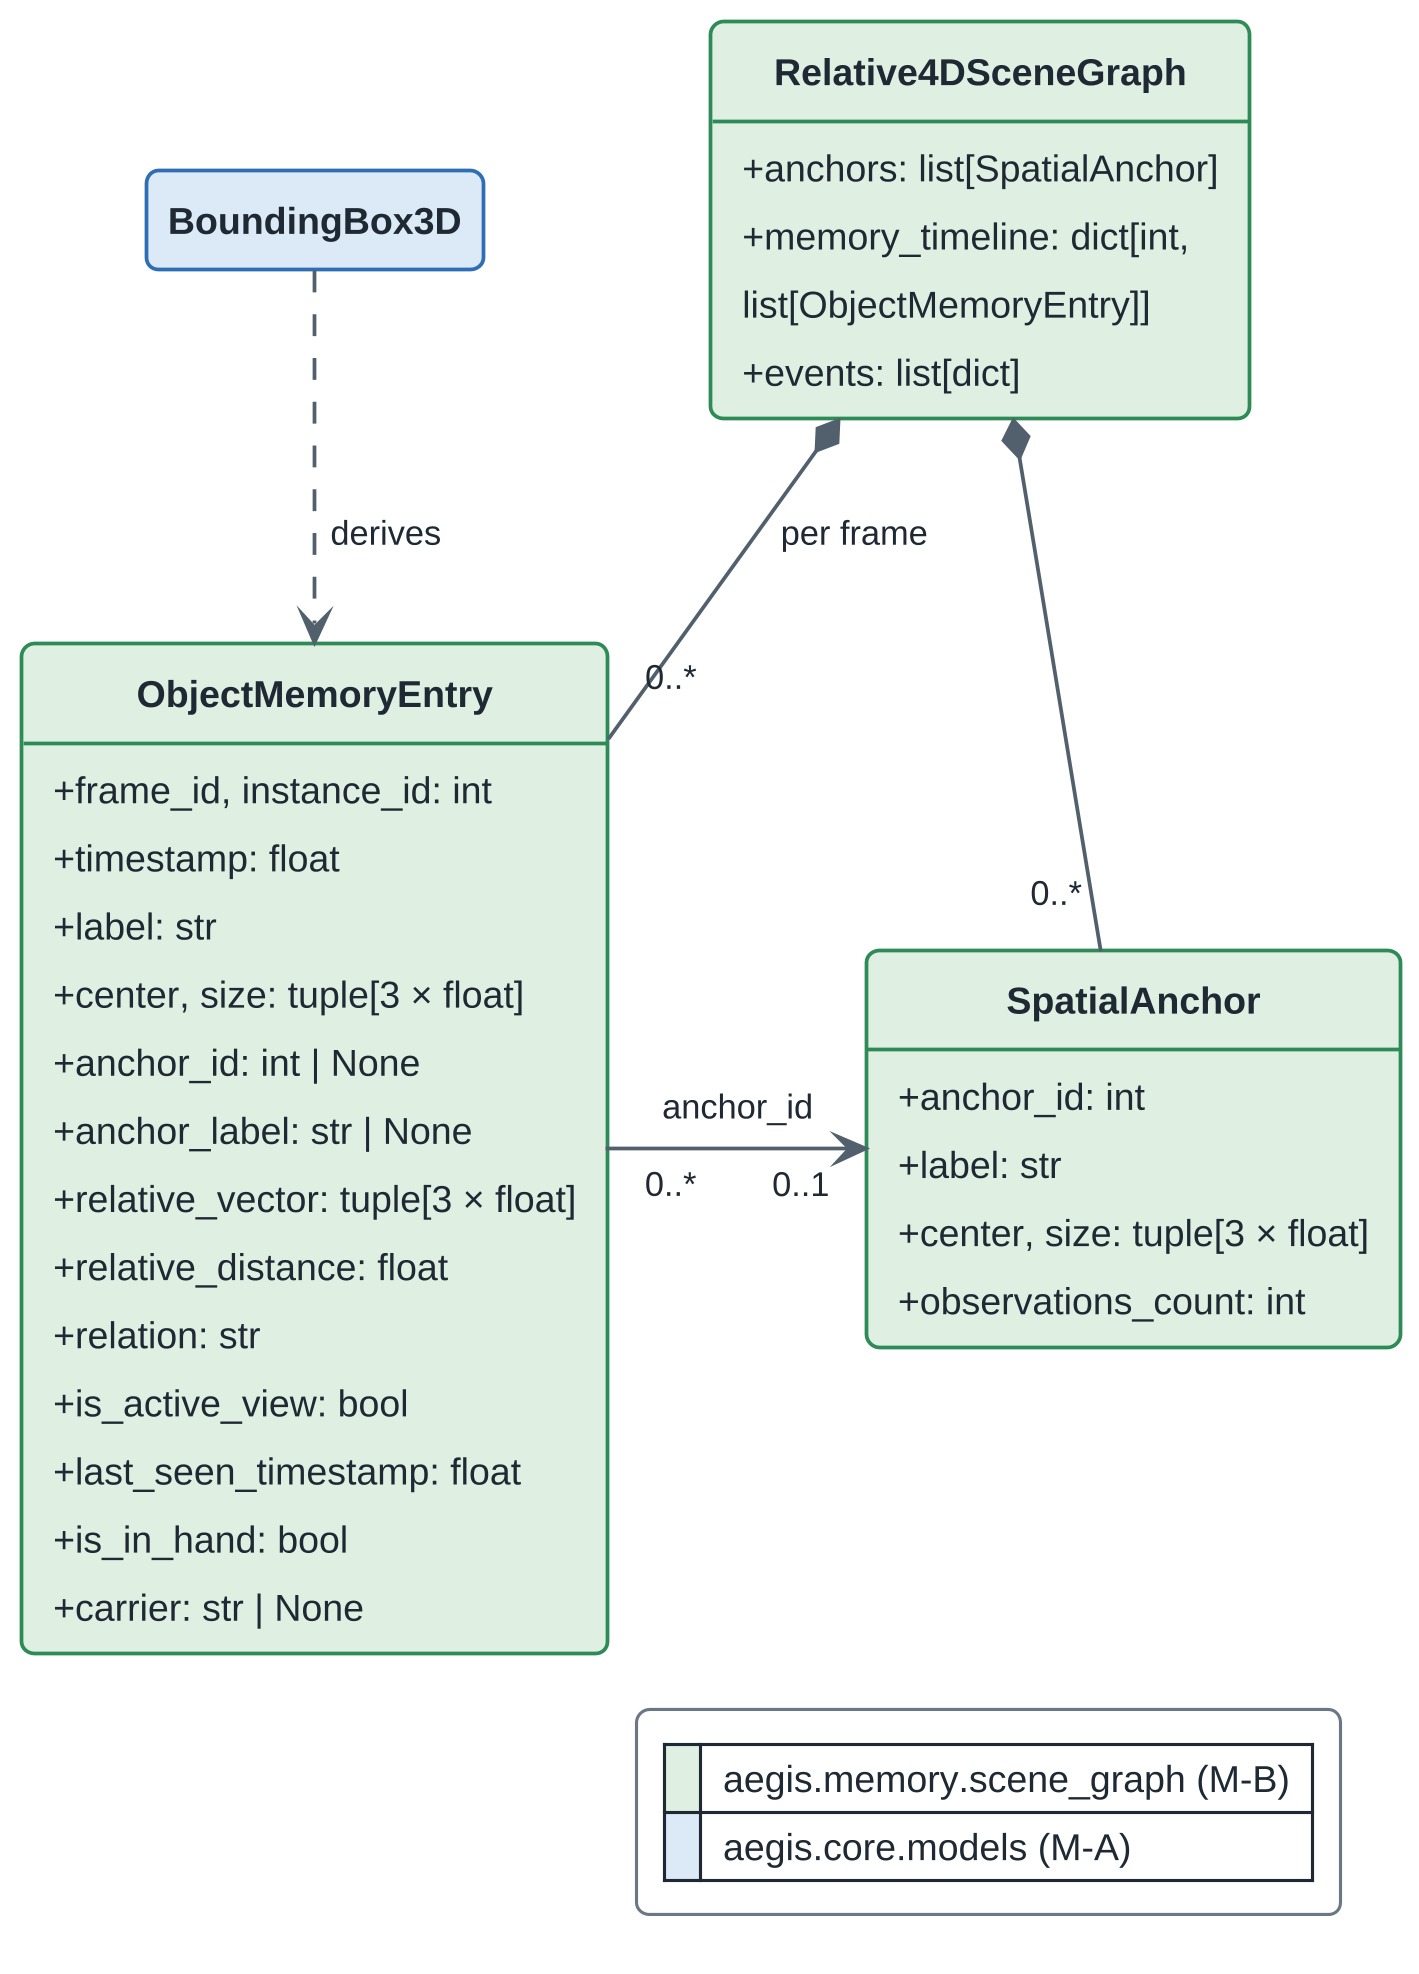 Relative4DSceneGraph
+anchors: list[SpatialAnchor]
+memory_timeline: dict[int,
list[ObjectMemoryEntry]]
+events: list[dict]
BoundingBox3D
derives
per frame
0..*
0..*
ObjectMemoryEntry
+frame_id, instance_id: int
+timestamp: float
+label: str
+center, size: tuple[3 × float]
+anchor_id: int | None
+anchor_label: str | None
+relative_vector: tuple[3 × float]
+relative_distance: float
+relation: str
+is_active_view: bool
+last_seen_timestamp: float
+is_in_hand: bool
+carrier: str | None
anchor_id
0..*
0..1
SpatialAnchor
+anchor_id: int
+label: str
+center, size: tuple[3 × float]
+observations_count: int
aegis.memory.scene_graph (M-B)
aegis.core.models (M-A)